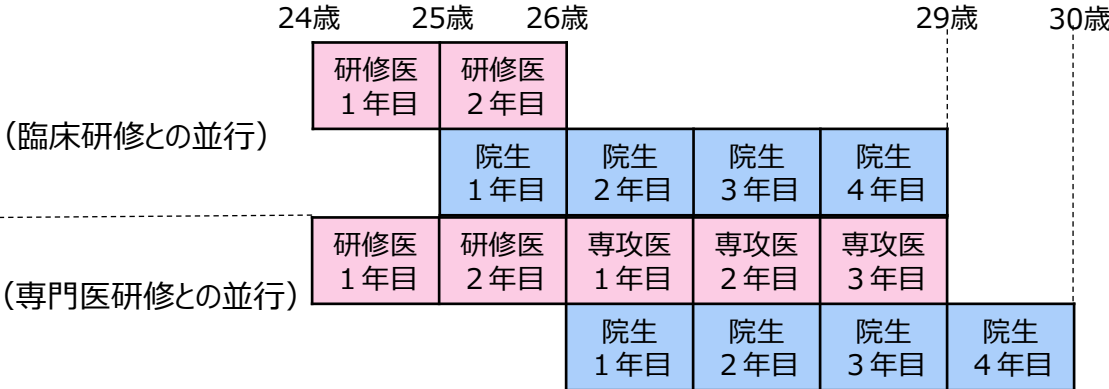 24歳 25歳 26歳 29歳 30歳
研修医 研修医
１年目 ２年目
（臨床研修との並行）
院生 院生 院生 院生
１年目 ２年目 ３年目 ４年目
研修医 研修医 専攻医 専攻医 専攻医
１年目 ２年目 １年目 ２年目 ３年目
（専門医研修との並行）
院生 院生 院生 院生
１年目 ２年目 ３年目 ４年目